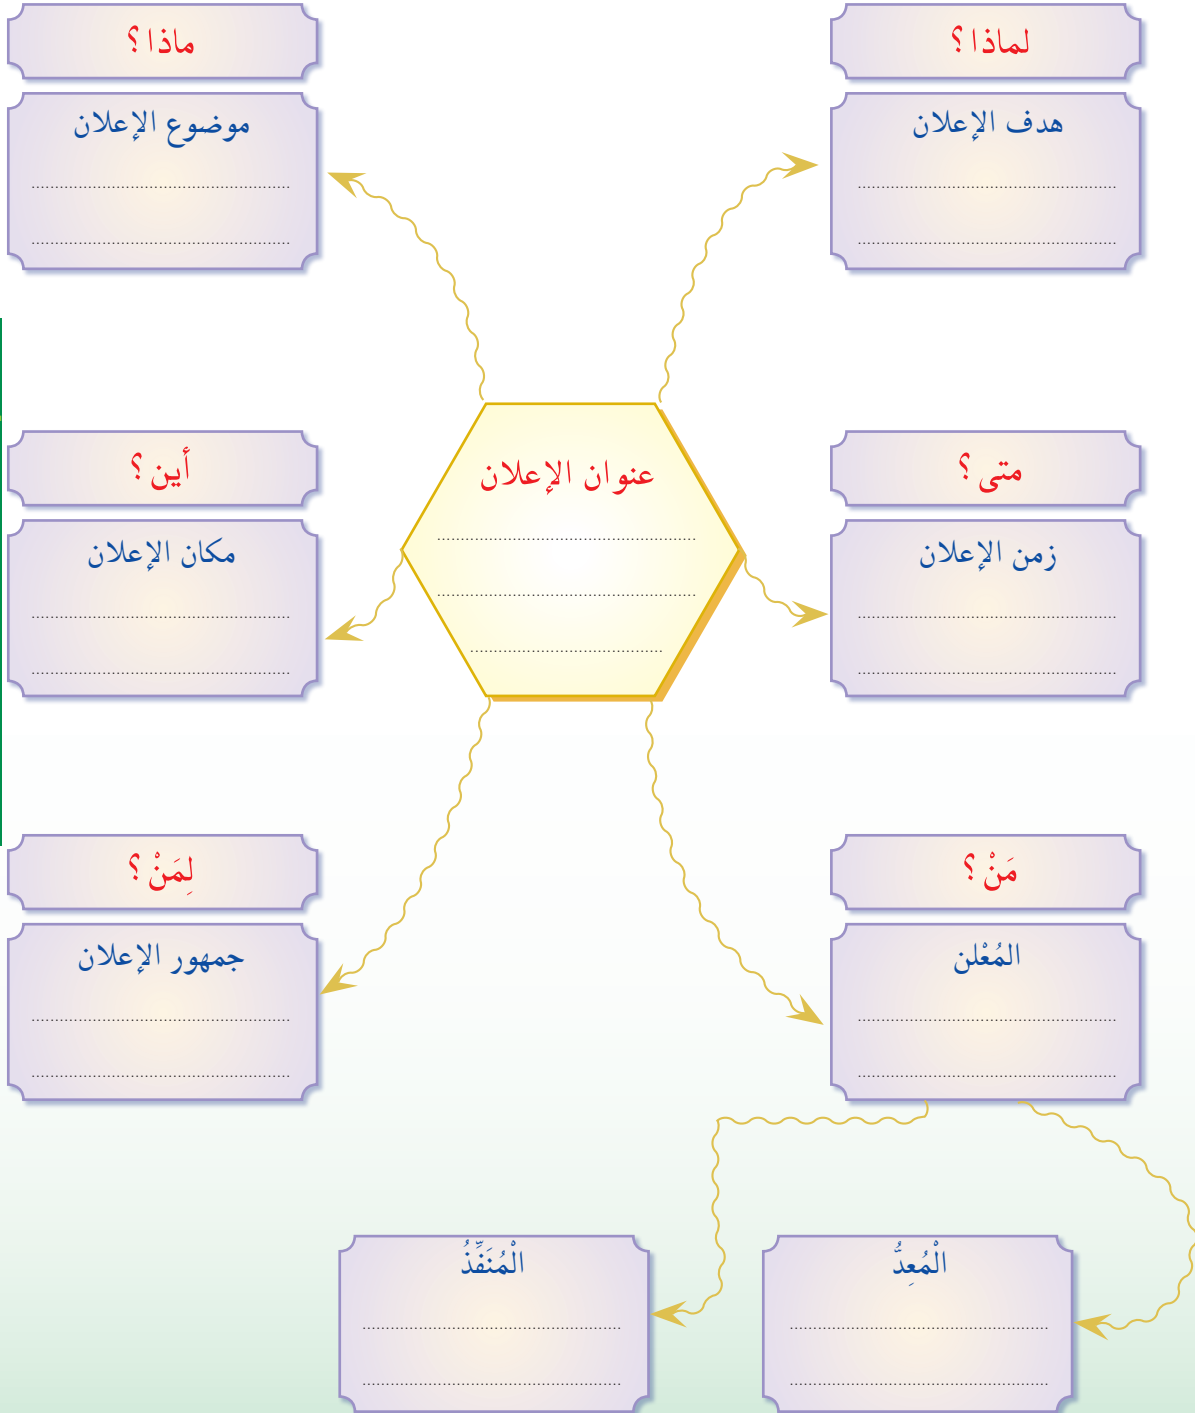 لماذا؟
هدف الإعلان
ماذا؟
موضوع الإعلان
عنوان الإعلان
متى؟
زمن الإعلان
أين؟
مكان الإعلان
مَنْ؟
المُعْلن
لِمَنْ؟
جمهور الإعلان
الْمُعِدُّ
الْمُنَفِّذُ